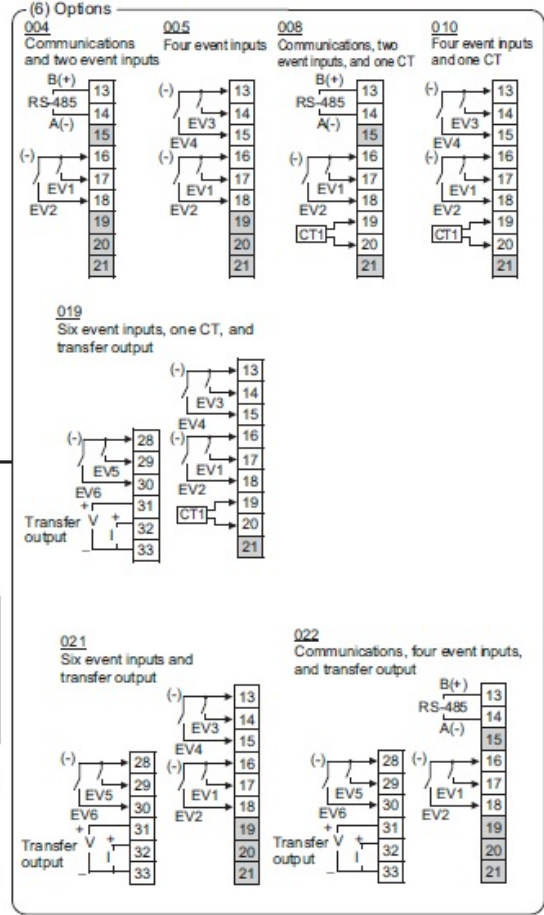 (6) Options
004
Communications
and two event inputs
B(+)
RS-485
A(-)
(-)
EV1
EV2
13
14
15
16
17
18
19
20
21
005
Four event inputs
(-)
EV3
EV4
(-)
EV1
EV2
13
14
15
16
17
18
19
20
21
008
Communications, two
event inputs, and one CT
B(+)
RS-485
A(-)
(-)
EV1
EV2
CT1
13
14
15
16
17
18
19
20
21
010
Four event inputs
and one CT
(-)
EV3
EV4
(-)
EV1
EV2
CT1
13
14
15
16
17
18
19
20
21
019
Six event inputs, one CT, and
transfer output
(-)
EV5
EV6
+
Transfer V +
output I
–
28
29
30
31
32
33
(-)
EV3
EV4
(-)
EV1
EV2
CT1
13
14
15
16
17
18
19
20
21
021
Six event inputs and
transfer output
(-)
EV5
EV6
+
Transfer V +
output I
–
28
29
30
31
32
33
(-)
EV3
EV4
(-)
EV1
EV2
13
14
15
16
17
18
19
20
21
022
Communications, four event inputs,
and transfer output
(-)
EV5
EV6
+
Transfer V +
output I
–
28
29
30
31
32
33
B(+)
RS-485
A(-)
(-)
EV1
EV2
13
14
15
16
17
18
19
20
21